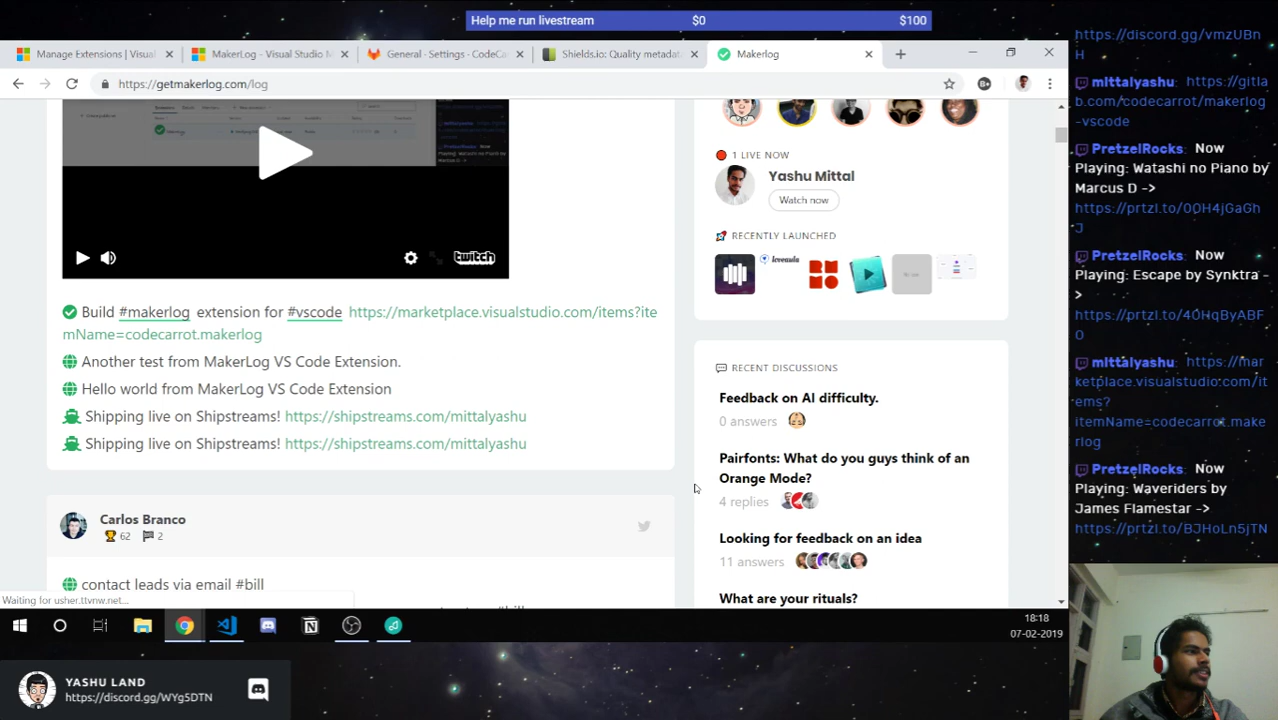 Help me run livestream $0 $100
Manage Extensions | Visual
MakerLog - Visual Studio M
General - Settings - CodeCa
Shields.io: Quality metadat
Makerlog
https://getmakerlog.com/log
1 LIVE NOW
Yashu Mittal
Watch now
RECENTLY LAUNCHED
loveaula
twitch
Build #makerlog extension for #vscode https://marketplace.visualstudio.com/items?ite
mName=codecarrot.makerlog
Another test from MakerLog VS Code Extension.
Hello world from MakerLog VS Code Extension
Shipping live on Shipstreams! https://shipstreams.com/mittalyashu
Shipping live on Shipstreams! https://shipstreams.com/mittalyashu
Carlos Branco
62 2
contact leads via email #bill
Waiting for usher.ttvnw.net...
RECENT DISCUSSIONS
Feedback on AI difficulty.
0 answers
Pairfonts: What do you guys think of an
Orange Mode?
4 replies
Looking for feedback on an idea
11 answers
What are your rituals?
18:18
07-02-2019
https://discord.gg/vmzUBn
H
mittalyashu: https://gitla
b.com/codecarrot/makerlog
-vscode
PretzelRocks: Now
Playing: Watashi no Piano by
Marcus D ->
https://prtzl.to/0QH4jGaGh
J
PretzelRocks: Now
Playing: Escape by Synktra -
>
https://prtzl.to/4OHqByABF
0
mittalyashu: https://mar
ketplace.visualstudio.com/it
ems?
itemName=codecarrot.make
rlog
PretzelRocks: Now
Playing: Waveriders by
James Flamestar ->
https://prtzl.to/BJHoLn5jTN
YASHU LAND
https://discord.gg/WYg5DTN